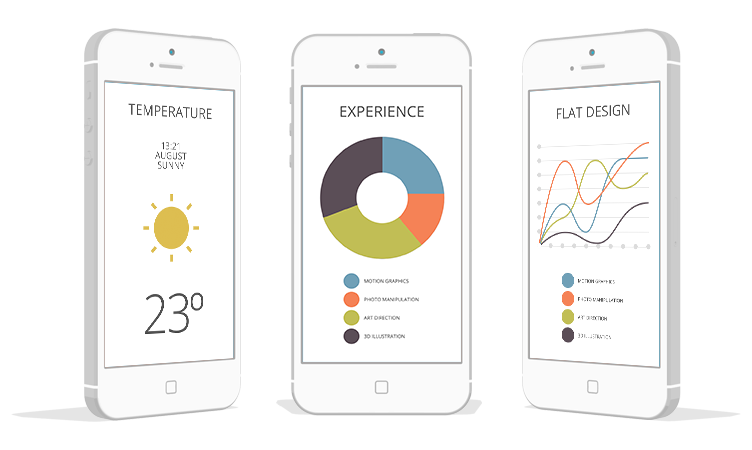 TEMPERATURE
13:21
AUGUST
SUNNY
23º
EXPERIENCE
MOTION GRAPHICS
PHOTO MANIPULATION
ART DIRECTION
3D ILLUSTRATION
FLAT DESIGN
MOTION GRAPHICS
PHOTO MANIPULATION
ART DIRECTION
3D ILLUSTRATION